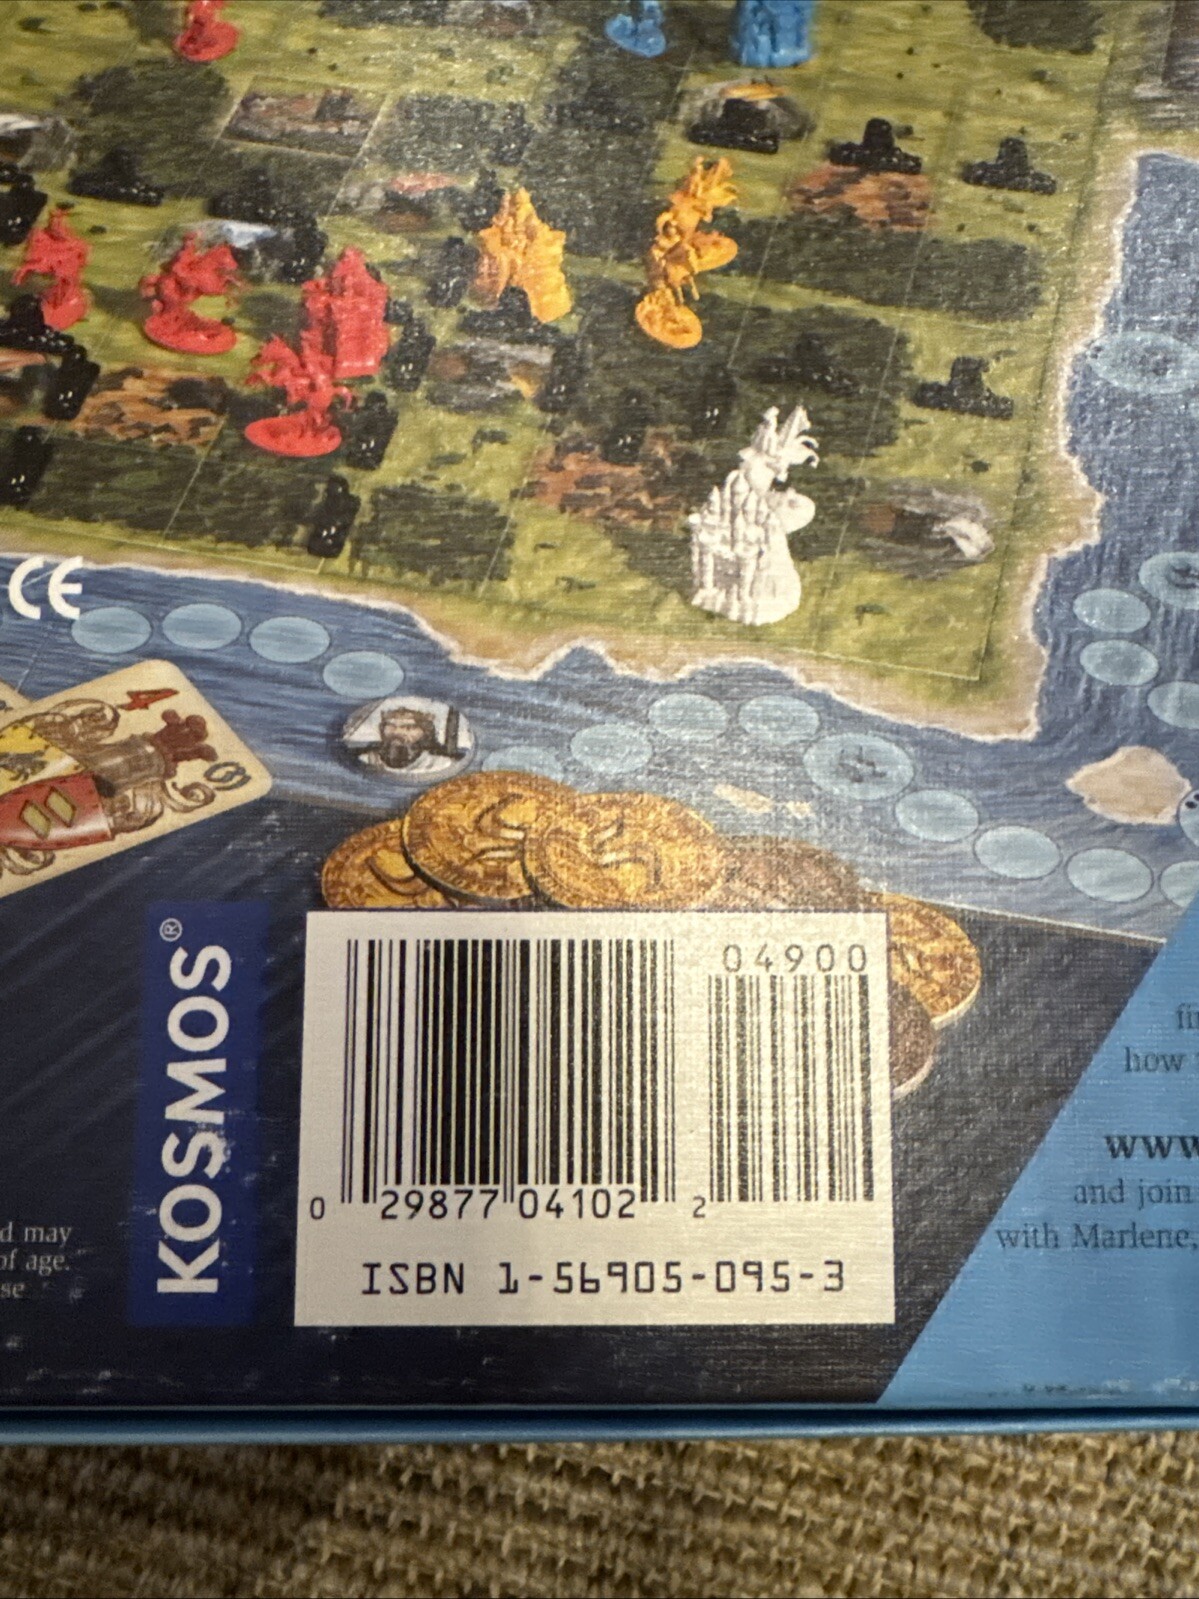 CE
4
KOSMOS®
04900
0 29877 04102 2
ISBN 1-56905-095-3
d may
of age.
se
how
www
and join
with Marlene,